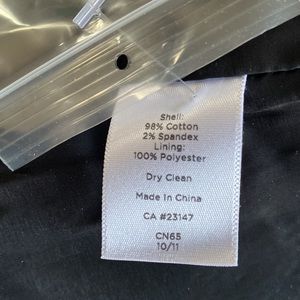 Shell:
98% Cotton
2% Spandex
Lining:
100% Polyester
Dry Clean
Made In China
CA #23147
CN65
10/11